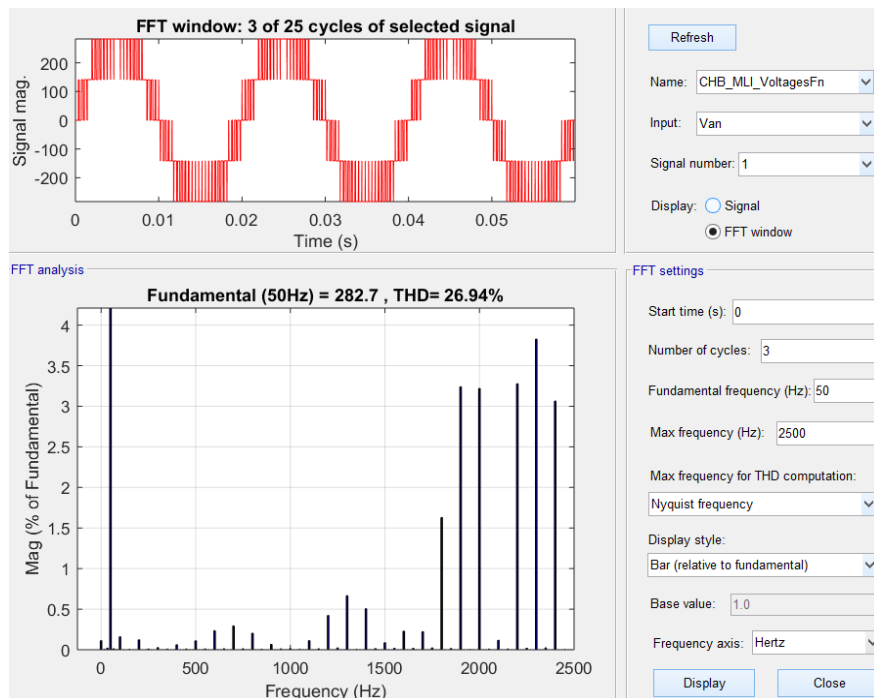 FFT window: 3 of 25 cycles of selected signal
Signal mag.
200
100
0
-100
-200
0
0.01
0.02
0.03
0.04
0.05
Time (s)
Refresh
Name: CHB_MLI_VoltagesFn
Input: Van
Signal number: 1
Display: Signal
FFT window
FFT analysis
Fundamental (50Hz) = 282.7 , THD= 26.94%
Mag (% of Fundamental)
4
3.5
3
2.5
2
1.5
1
0.5
0
0
500
1000
1500
2000
2500
Frequency (Hz)
FFT settings
Start time (s): 0
Number of cycles: 3
Fundamental frequency (Hz): 50
Max frequency (Hz): 2500
Max frequency for THD computation:
Nyquist frequency
Display style:
Bar (relative to fundamental)
Base value: 1.0
Frequency axis: Hertz
Display
Close